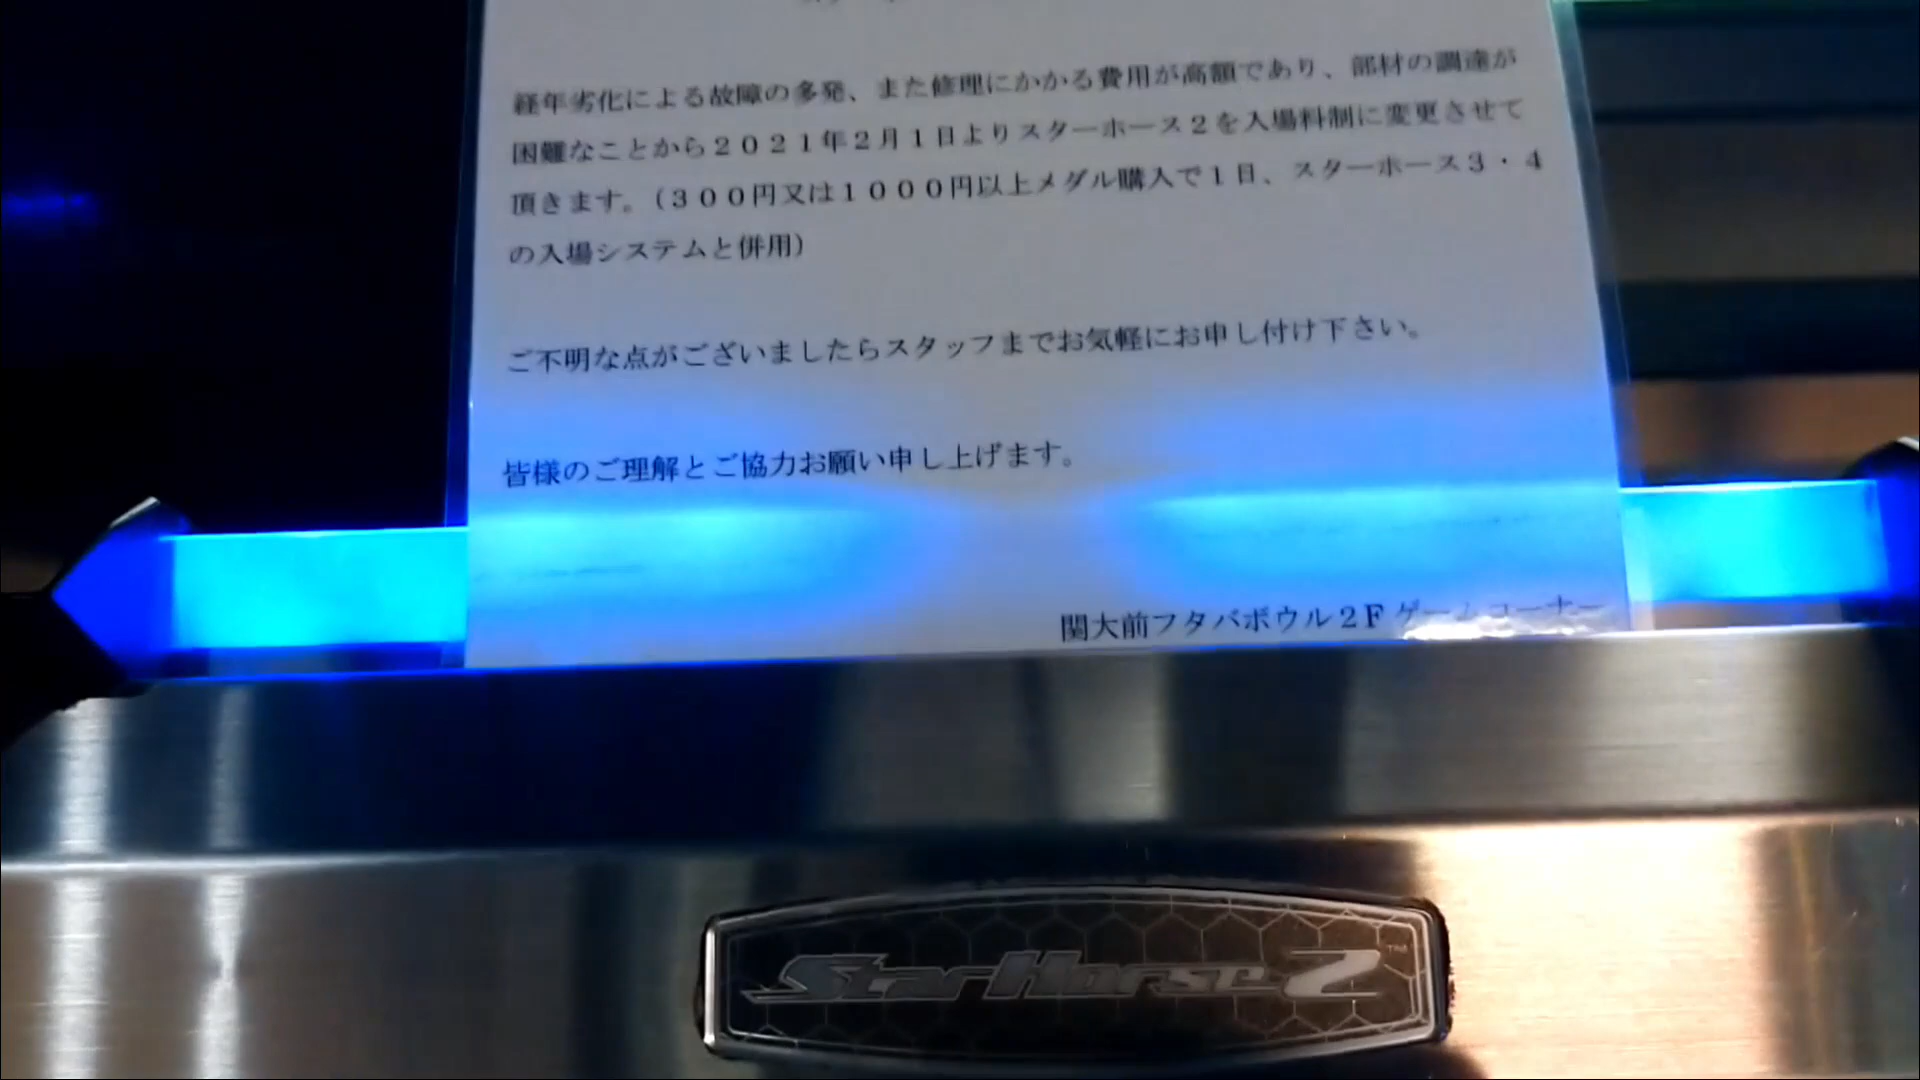 経年劣化による故障の多発、また修理にかかる費用が高額であり、部材の調達が
困難なことから２０２１年２月１日よりスターホース２を入場料制に変更させて
頂きます。（３００円又は１０００円以上メダル購入で１日、スターホース３・４
の入場システムと併用）
ご不明な点がございましたらスタッフまでお気軽にお申し付け下さい。
皆様のご理解とご協力お願い申し上げます。
関大前フタバボウル２Ｆ ゲームコーナー
StarHorse2™